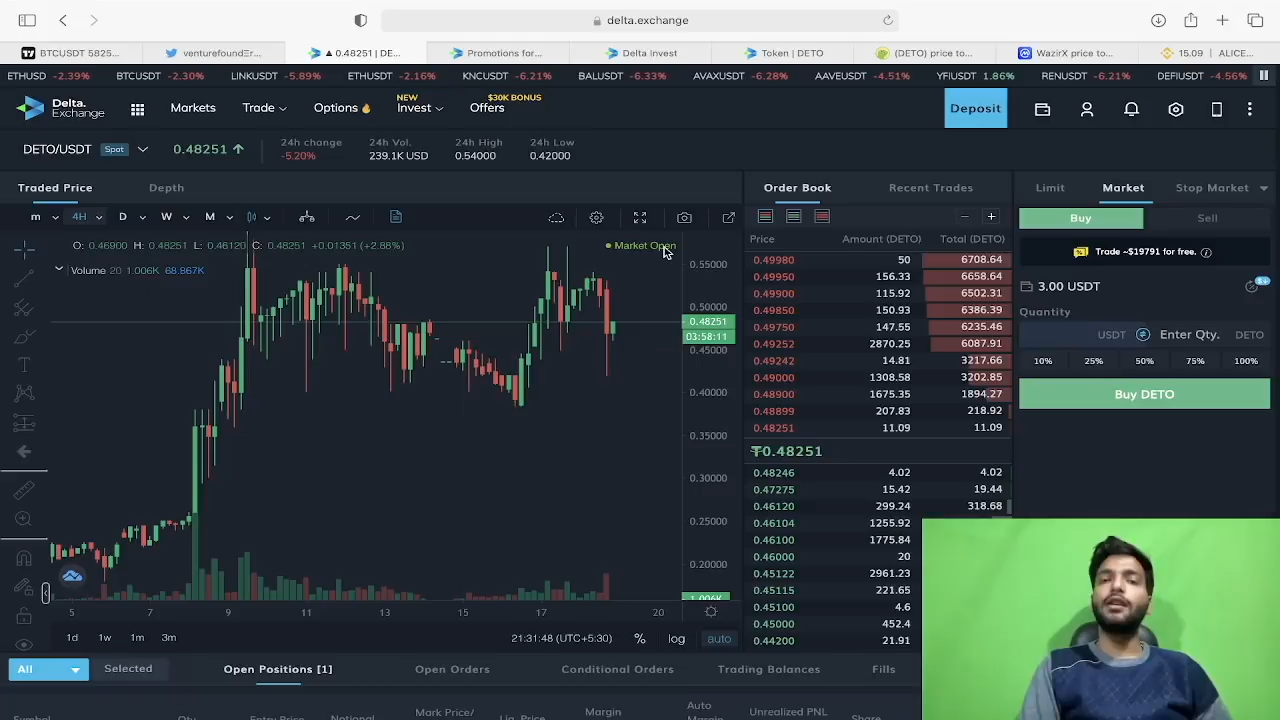 delta.exchange
BTCUSDT 5825...
venturefoundΞr...
▲ 0.48251 | DE...
Promotions for...
Delta Invest
Token | DETO
(DETO) price to...
WazirX price to...
15.09 | ALICE...
ETHUSD -2.39% BTCUSDT -2.30% LINKUSDT -5.89% ETHUSDT -2.16% KNCUSDT -6.21% BALUSDT -6.33% AVAXUSDT -6.28% AAVEUSDT -4.51% YFIUSDT 1.86% RENUSDT -6.21% DEFIUSDT -4.56%
Delta.
Exchange
Markets
Trade
Options
NEW
Invest
$30K BONUS
Offers
Deposit
DETO/USDT Spot 0.48251 ↑
24h change
-5.20%
24h Vol.
239.1K USD
24h High
0.54000
24h Low
0.42000
Traded Price Depth
m 4H D W M
O: 0.46900 H: 0.48251 L: 0.46120 C: 0.48251 +0.01351 (+2.88%)
Market Open
Volume 20 1.006K 68.867K
0.55000
0.50000
0.48251
03:58:11
0.45000
0.40000
0.35000
0.30000
0.25000
0.20000
1.006K
5 7 9 11 13 15 17 20
1d 1w 1m 3m
21:31:48 (UTC+5:30) % log auto
Order Book Recent Trades
Price Amount (DETO) Total (DETO)
0.49980 50 6708.64
0.49950 156.33 6658.64
0.49900 115.92 6502.31
0.49850 150.93 6386.39
0.49750 147.55 6235.46
0.49252 2870.25 6087.91
0.49242 14.81 3217.66
0.49000 1308.58 3202.85
0.48900 1675.35 1894.27
0.48899 207.83 218.92
0.48251 11.09 11.09
₮0.48251
0.48246 4.02 4.02
0.47275 15.42 19.44
0.46120 299.24 318.68
0.46104 1255.92
0.46100 1775.84
0.46000 20
0.45122 2961.23
0.45115 221.65
0.45100 4.6
0.45000 452.4
0.44200 21.91
Limit Market Stop Market
Buy Sell
Trade ~$19791 for free.
3.00 USDT
Quantity
USDT Enter Qty. DETO
10% 25% 50% 75% 100%
Buy DETO
All Selected
Open Positions [1] Open Orders Conditional Orders Trading Balances Fills
Mark Price/
Margin
Auto
Unrealized PNL